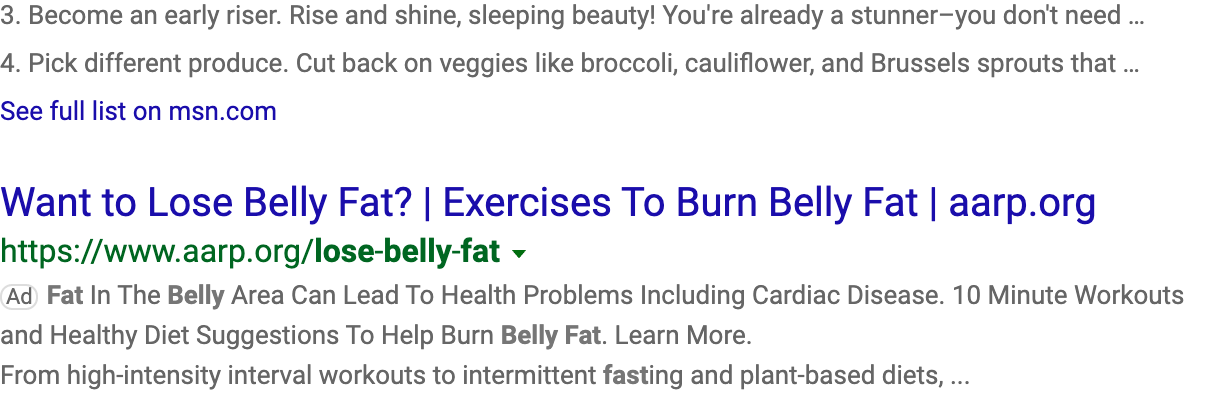 3. Become an early riser. Rise and shine, sleeping beauty! You're already a stunner–you don't need ...
4. Pick different produce. Cut back on veggies like broccoli, cauliflower, and Brussels sprouts that ...
See full list on msn.com
Want to Lose Belly Fat? | Exercises To Burn Belly Fat | aarp.org
https://www.aarp.org/lose-belly-fat
Ad Fat In The Belly Area Can Lead To Health Problems Including Cardiac Disease. 10 Minute Workouts
and Healthy Diet Suggestions To Help Burn Belly Fat. Learn More.
From high-intensity interval workouts to intermittent fasting and plant-based diets, ...